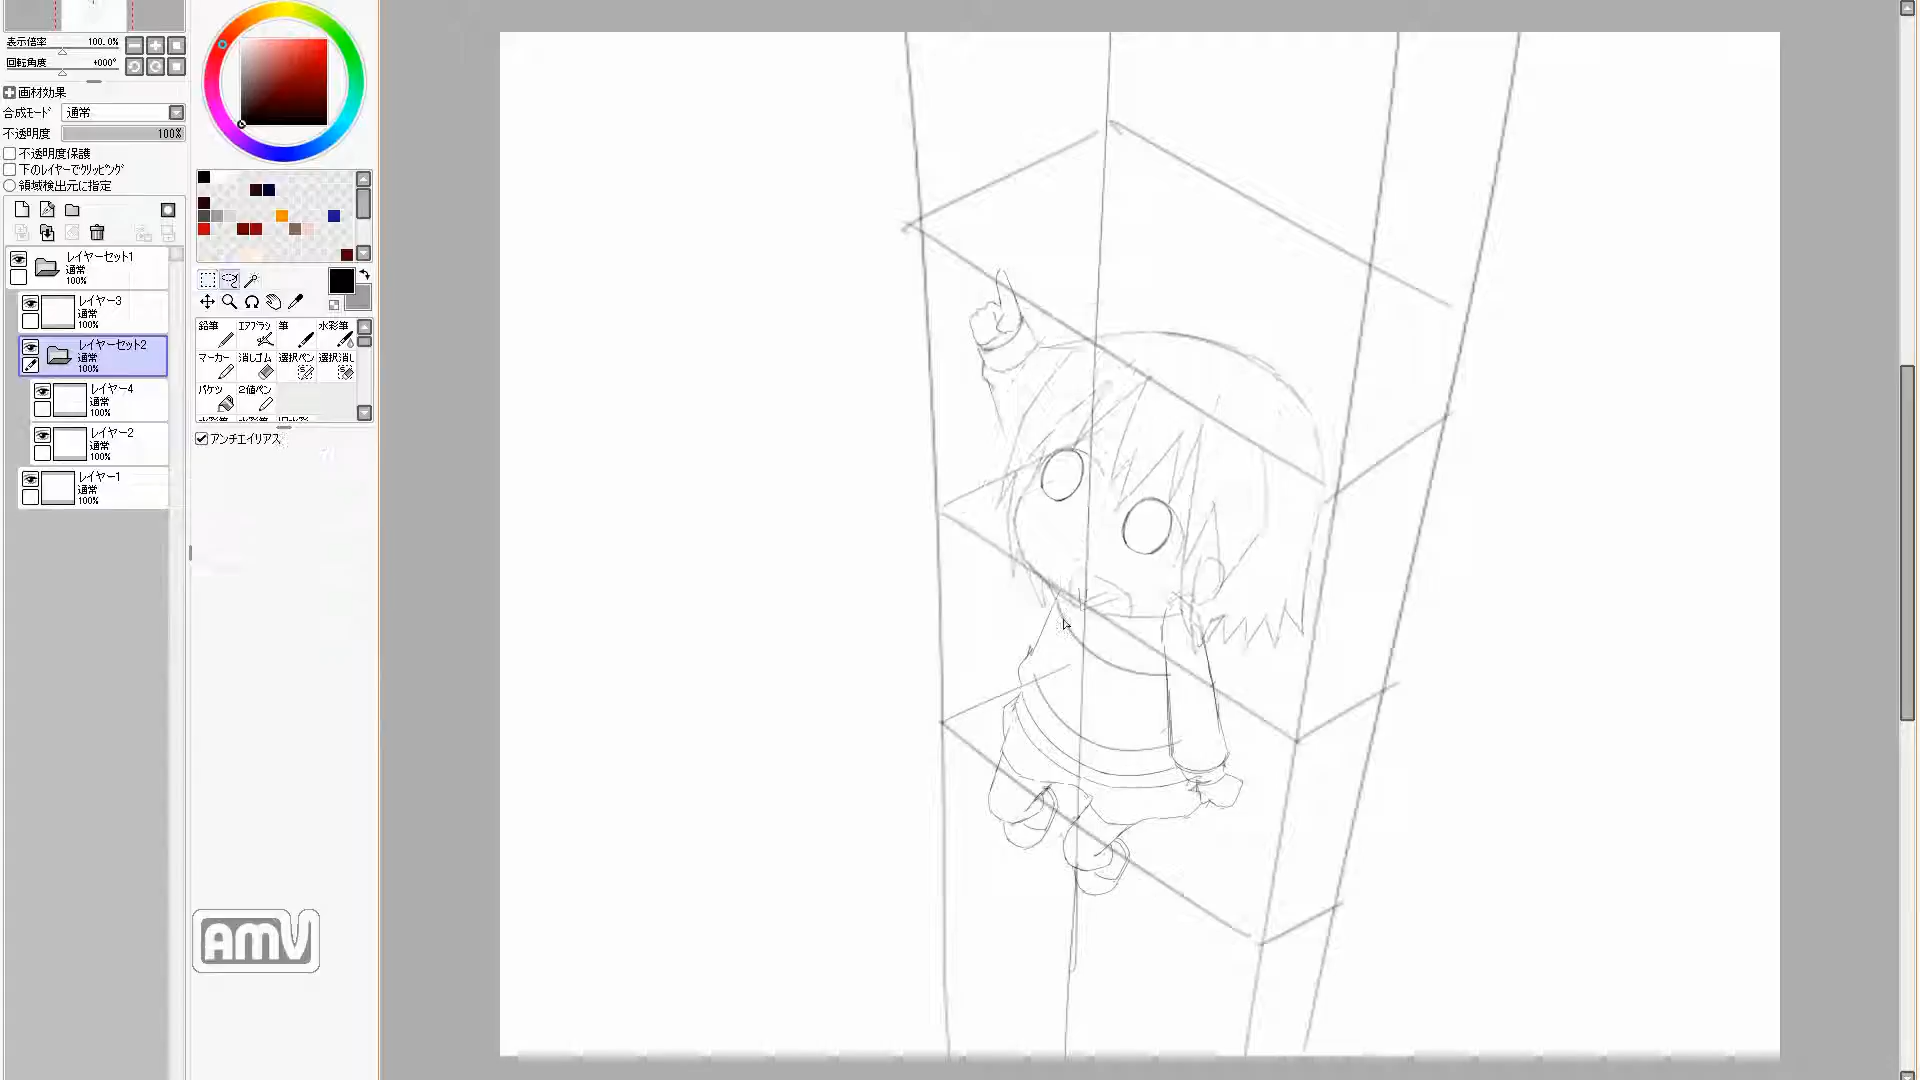 表示倍率 100.0%
回転角度 +000°
画材効果
合成モード 通常
不透明度 100%
不透明度保護
下のレイヤーでクリッピング
領域検出元に指定
レイヤーセット1
通常
100%
レイヤー3
通常
100%
レイヤーセット2
通常
100%
レイヤー4
通常
100%
レイヤー2
通常
100%
レイヤー1
通常
100%
鉛筆 エアブラシ 筆 水彩筆
マーカー 消しゴム 選択ペン 選択消し
バケツ 2値ペン
アンチエイリアス
AMV